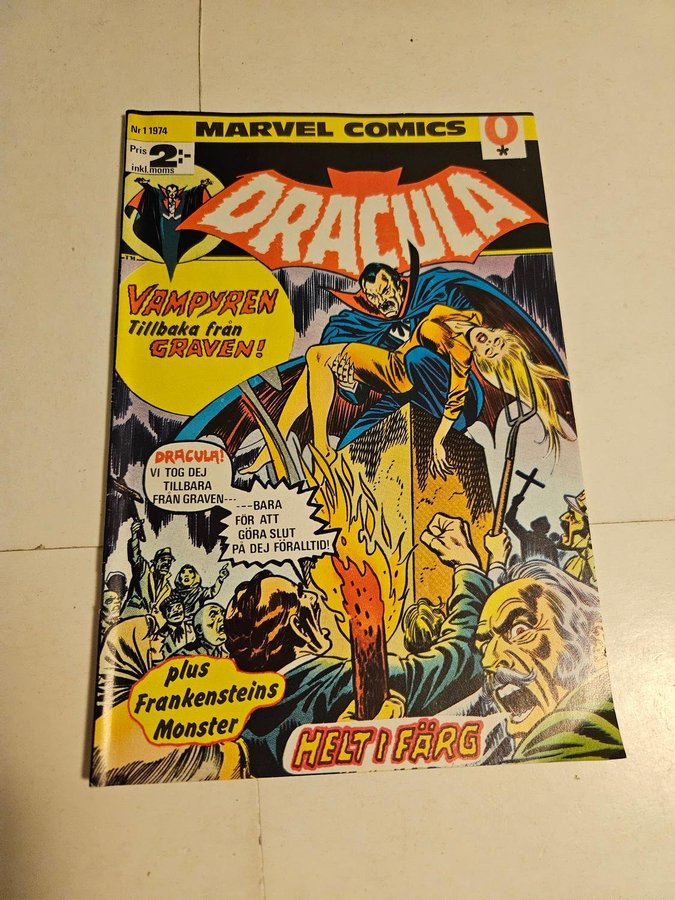 Nr 1 1974
MARVEL COMICS
Pris 2:-
inkl.moms
DRACULA
VAMPYREN
Tillbaka från
GRAVEN!
DRACULA!
VI TOG DEJ
TILLBARA
FRÅN GRAVEN---
---BARA
FÖR ATT
GÖRA SLUT
PÅ DEJ FÖRALLTID!
plus
Frankensteins
Monster
HELT I FÄRG